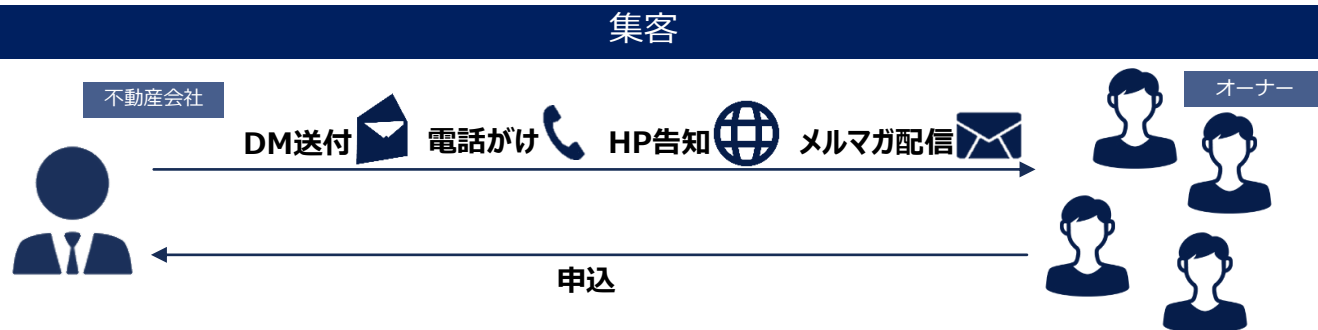 集客
不動産会社
オーナー
DM送付
電話がけ
HP告知
メルマガ配信
申込